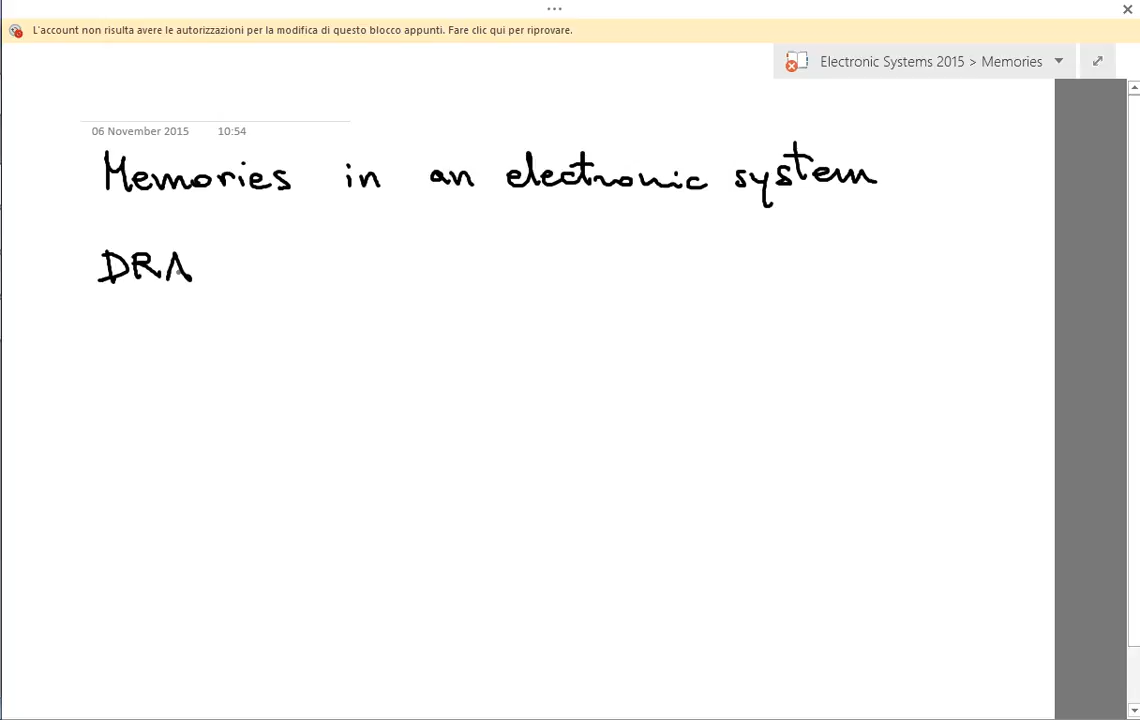 L'account non risulta avere le autorizzazioni per la modifica di questo blocco appunti. Fare clic qui per riprovare.
Electronic Systems 2015 > Memories
06 November 2015 10:54
Memories in an electronic system
DRA